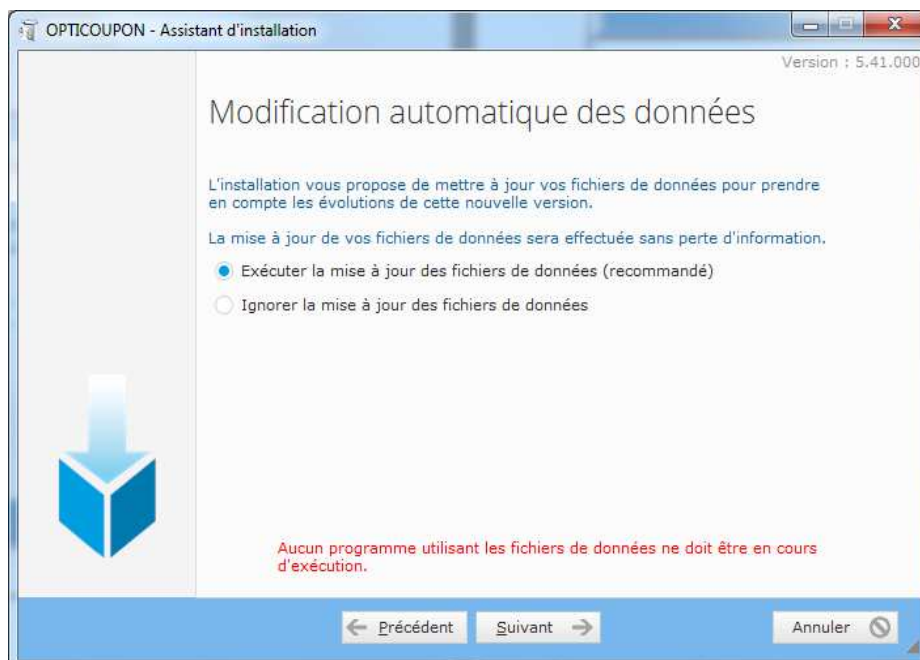 OPTICOUPON - Assistant d'installation
Version : 5.41.000
Modification automatique des données
L'installation vous propose de mettre à jour vos fichiers de données pour prendre
en compte les évolutions de cette nouvelle version.
La mise à jour de vos fichiers de données sera effectuée sans perte d'information.
Exécuter la mise à jour des fichiers de données (recommandé)
Ignorer la mise à jour des fichiers de données
Aucun programme utilisant les fichiers de données ne doit être en cours
d'exécution.
Précédent
Suivant
Annuler